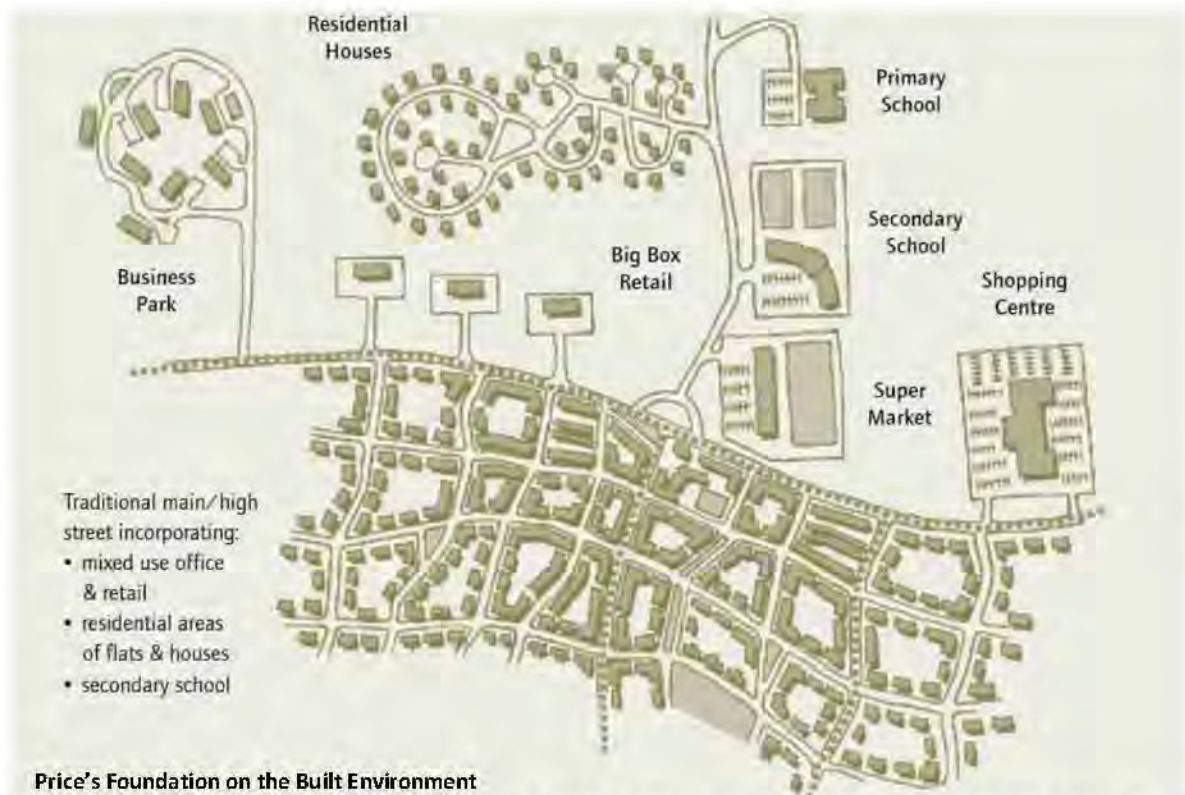 Residential
Houses
Primary
School
Secondary
School
Big Box
Retail
Business
Park
Shopping
Centre
Super
Market
Traditional main/high
street incorporating:
• mixed use office
& retail
• residential areas
of flats & houses
• secondary school
Price's Foundation on the Built Environment